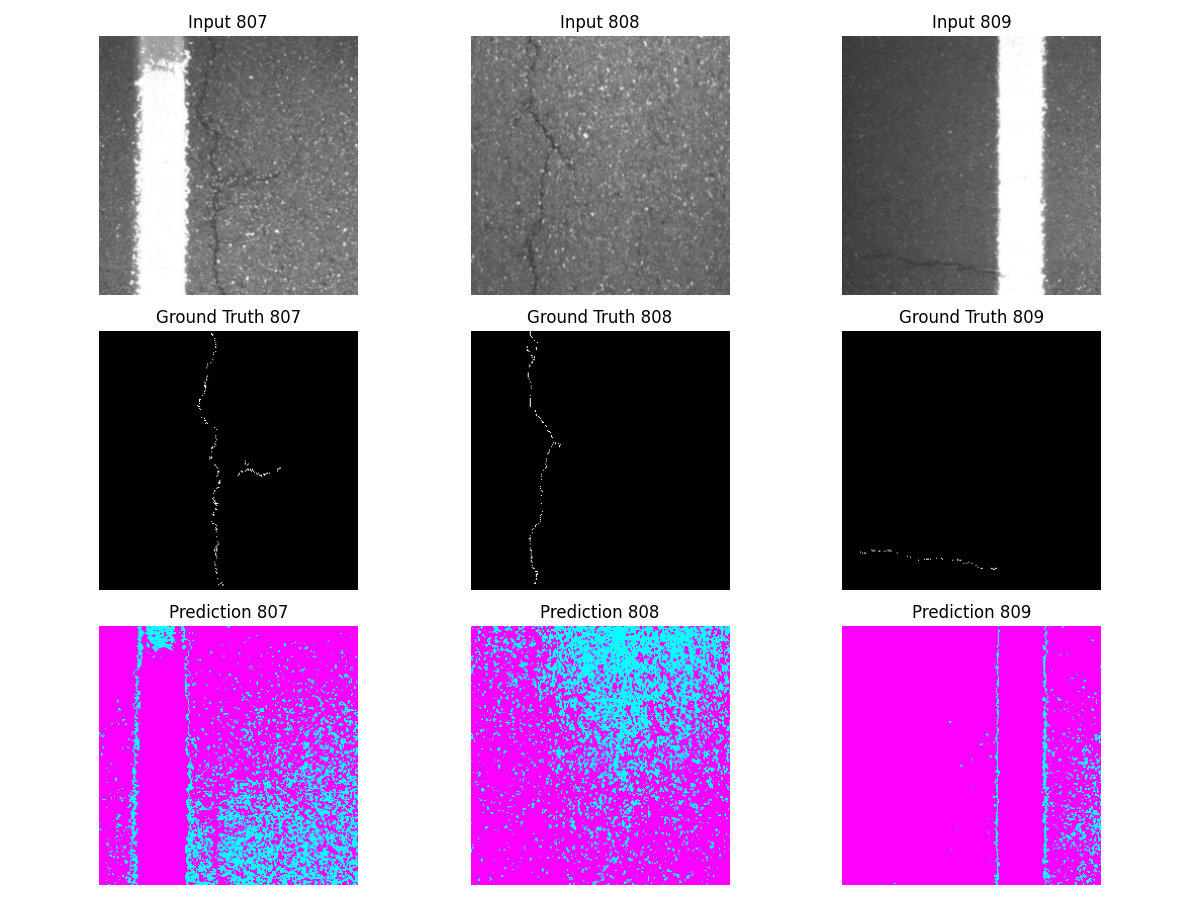 Input 807
Input 808
Input 809
Ground Truth 807
Ground Truth 808
Ground Truth 809
Prediction 807
Prediction 808
Prediction 809